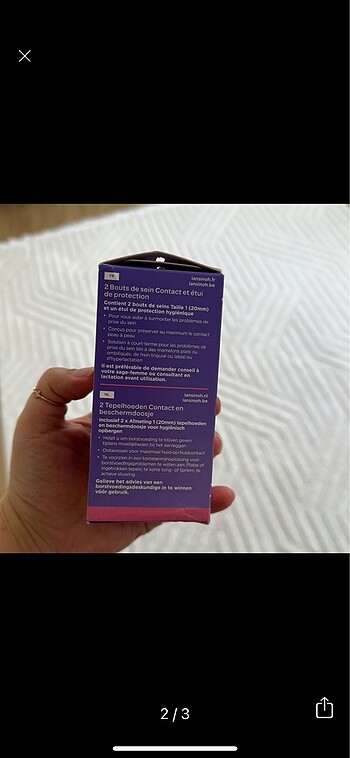 FR
lansinoh.fr
lansinoh.be
2 Bouts de sein Contact et étui
de protection
Contient 2 bouts de seins Taille 1 (20mm)
et un étui de protection hygiénique
• Pour vous aider à surmonter les problèmes de
prise du sein
• Conçus pour préserver au maximum le contact
peau à peau
• Solution à court-terme pour les problèmes de
prise du sein liés à des mamelons plats ou
ombiliqués, de frein lingual ou labial ou
d'hyperlactation
Il est préférable de demander conseil à
votre sage-femme ou consultant en
lactation avant utilisation.
NL
lansinoh.nl
lansinoh.be
2 Tepelhoeden Contact en
beschermdoosje
Inclusief 2 x Afmeting 1 (20mm) tepelhoeden
en beschermdoosje voor hygiënisch
opbergen
• Helpt u om borstvoeding te blijven geven
tijdens moeilijkheden bij het aanleggen
• Ontworpen voor maximaal huid-op-huidcontact
• Te voorzien in een kortetermijnoplossing voor
borstvoedingsproblemen te wijten aan: Platte of
ingetrokken tepels, te korte tong- of lipriem, te
actieve stuwing
Gelieve het advies van een
borstvoedingsdeskundige in te winnen
vóór gebruik.
2/3